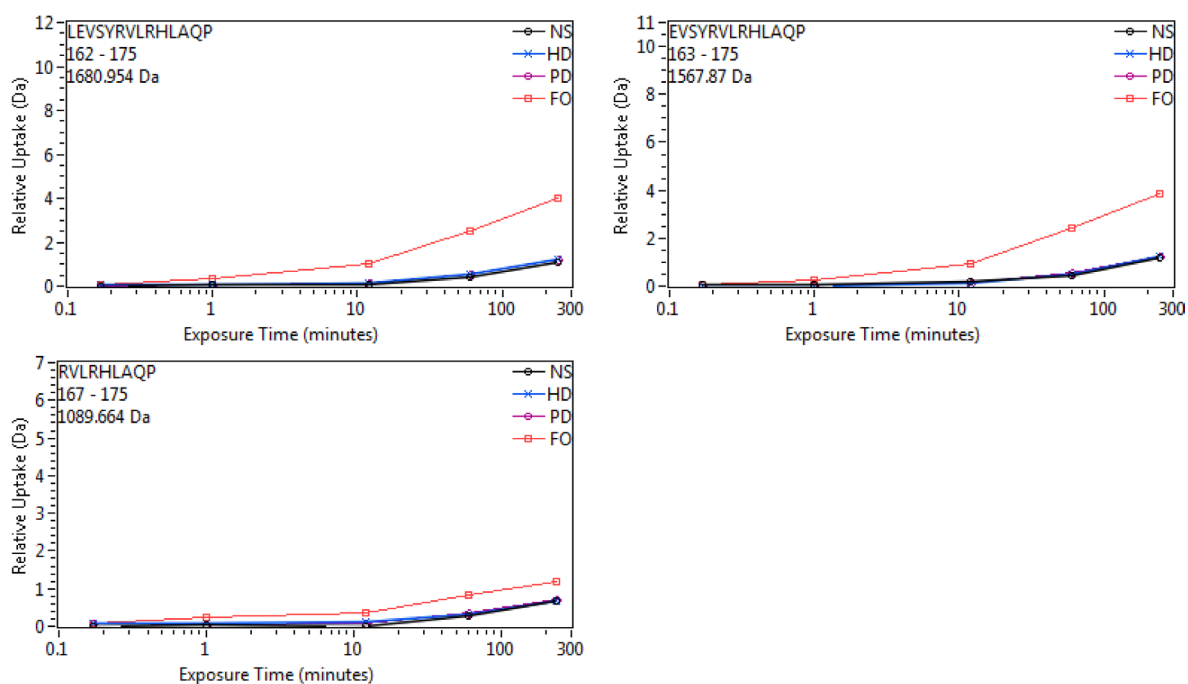 12
10
8
6
4
2
0
Relative Uptake (Da)
LEVSYRVLRHLAQP
162 - 175
1680.954 Da
NS
HD
PD
FO
0.1
1
10
100
300
Exposure Time (minutes)
11
10
8
6
4
2
0
Relative Uptake (Da)
EVSYRVLRHLAQP
163 - 175
1567.87 Da
NS
HD
PD
FO
0.1
1
10
100
300
Exposure Time (minutes)
7
6
5
4
3
2
1
0
Relative Uptake (Da)
RVLRHLAQP
167 - 175
1089.664 Da
NS
HD
PD
FO
0.1
1
10
100
300
Exposure Time (minutes)